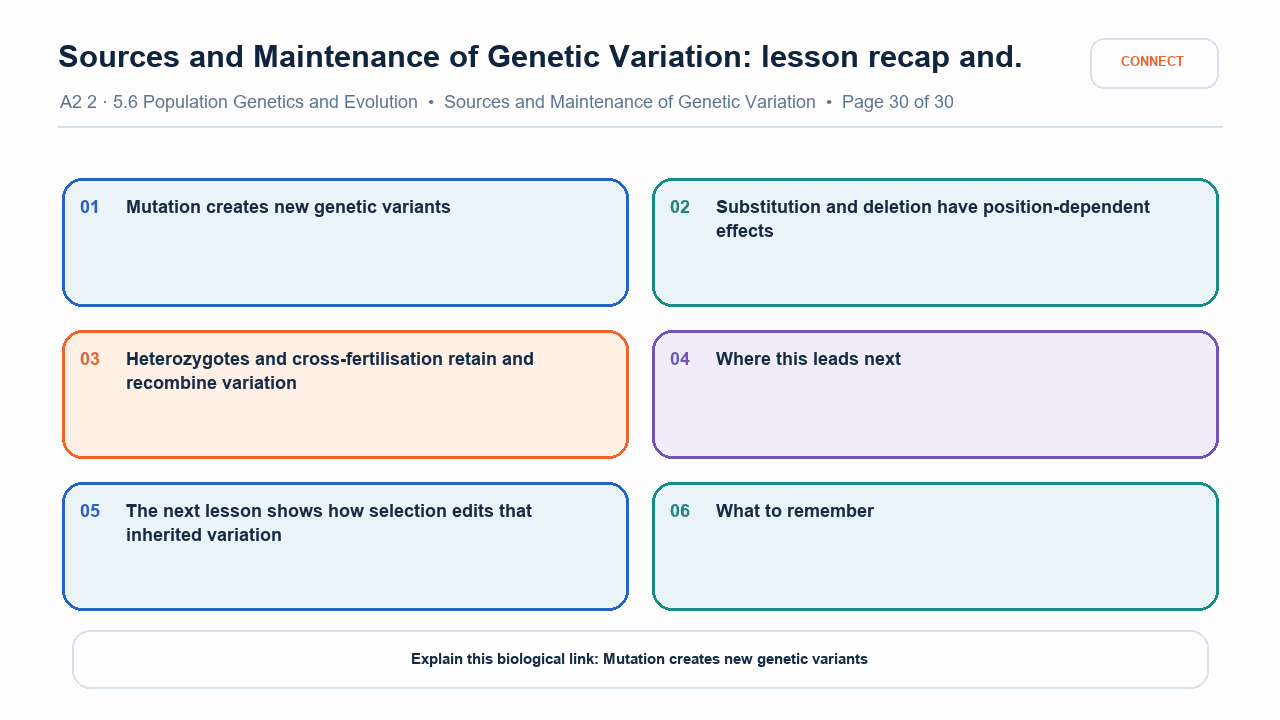 Sources and Maintenance of Genetic Variation: lesson recap and.
CONNECT
A2 2 · 5.6 Population Genetics and Evolution • Sources and Maintenance of Genetic Variation • Page 30 of 30
01 Mutation creates new genetic variants
02 Substitution and deletion have position-dependent
effects
03 Heterozygotes and cross-fertilisation retain and
recombine variation
04 Where this leads next
05 The next lesson shows how selection edits that
inherited variation
06 What to remember
Explain this biological link: Mutation creates new genetic variants